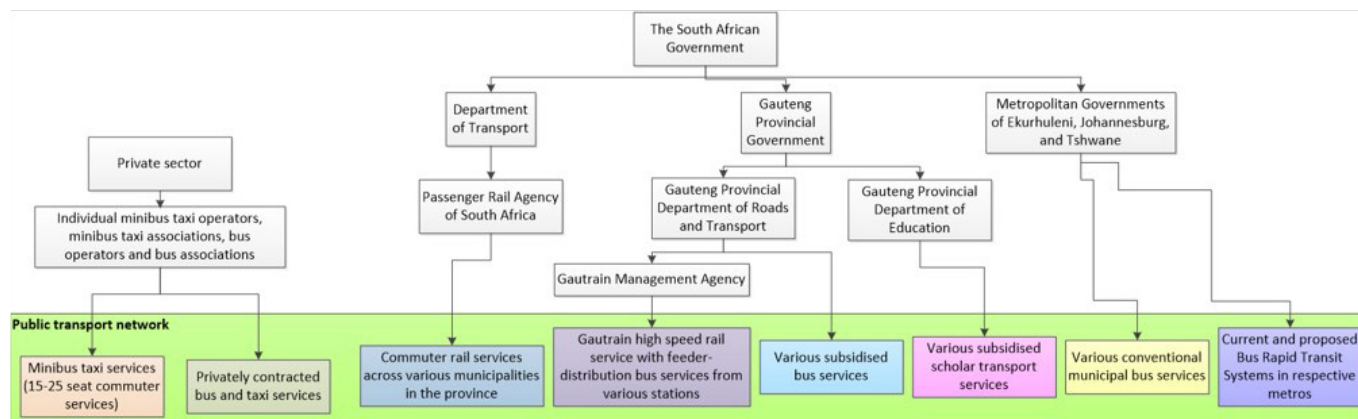 The South African
Government
Department
of Transport
Gauteng
Provincial
Government
Metropolitan Governments
of Ekurhuleni, Johannesburg,
and Tshwane
Private sector
Passenger Rail Agency
of South Africa
Gauteng Provincial
Department of Roads
and Transport
Gauteng Provincial
Department of
Education
Individual minibus taxi operators,
minibus taxi associations, bus
operators and bus associations
Gautrain Management Agency
Public transport network
Minibus taxi services
(15-25 seat commuter
services)
Privately contracted
bus and taxi services
Commuter rail services
across various municipalities
in the province
Gautrain high speed rail
service with feeder-
distribution bus services from
various stations
Various subsidised
bus services
Various subsidised
scholar transport
services
Various conventional
municipal bus services
Current and proposed
Bus Rapid Transit
Systems in respective
metros